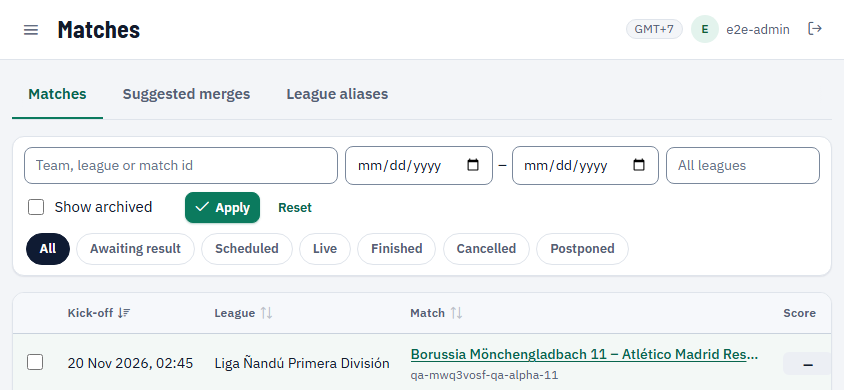 Matches
GMT+7 E e2e-admin
Matches Suggested merges League aliases
Team, league or match id mm/dd/yyyy – mm/dd/yyyy All leagues
Show archived Apply Reset
All Awaiting result Scheduled Live Finished Cancelled Postponed
Kick-off League Match Score
20 Nov 2026, 02:45 Liga Ñandú Primera División Borussia Mönchengladbach 11 – Atlético Madrid Res... –
qa-mwq3vosf-qa-alpha-11